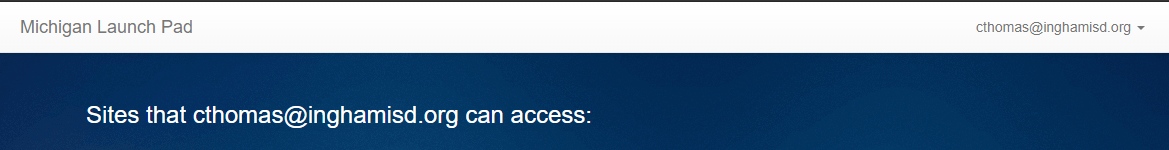 Michigan Launch Pad
cthomas@inghamisd.org
Sites that cthomas@inghamisd.org can access: